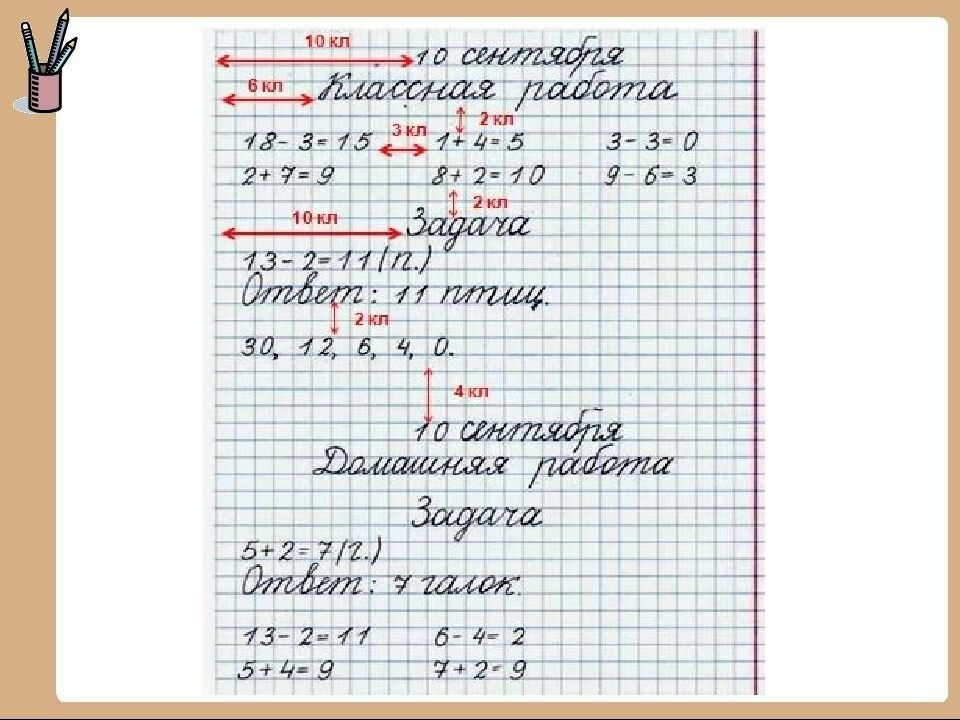 10 кл
10 сентября
6 кл
Классная работа
2 кл
18 - 3 = 15 3 кл 1 + 4 = 5 3 - 3 = 0
2 + 7 = 9 8 + 2 = 10 9 - 6 = 3
2 кл
10 кл Задача
13 - 2 = 11 (п.)
Ответ: 11 птиц.
2 кл
30, 12, 6, 4, 0.
4 кл
10 сентября
Домашняя работа
Задача
5 + 2 = 7 (г.)
Ответ: 7 галок.
13 - 2 = 11 6 - 4 = 2
5 + 4 = 9 7 + 2 = 9